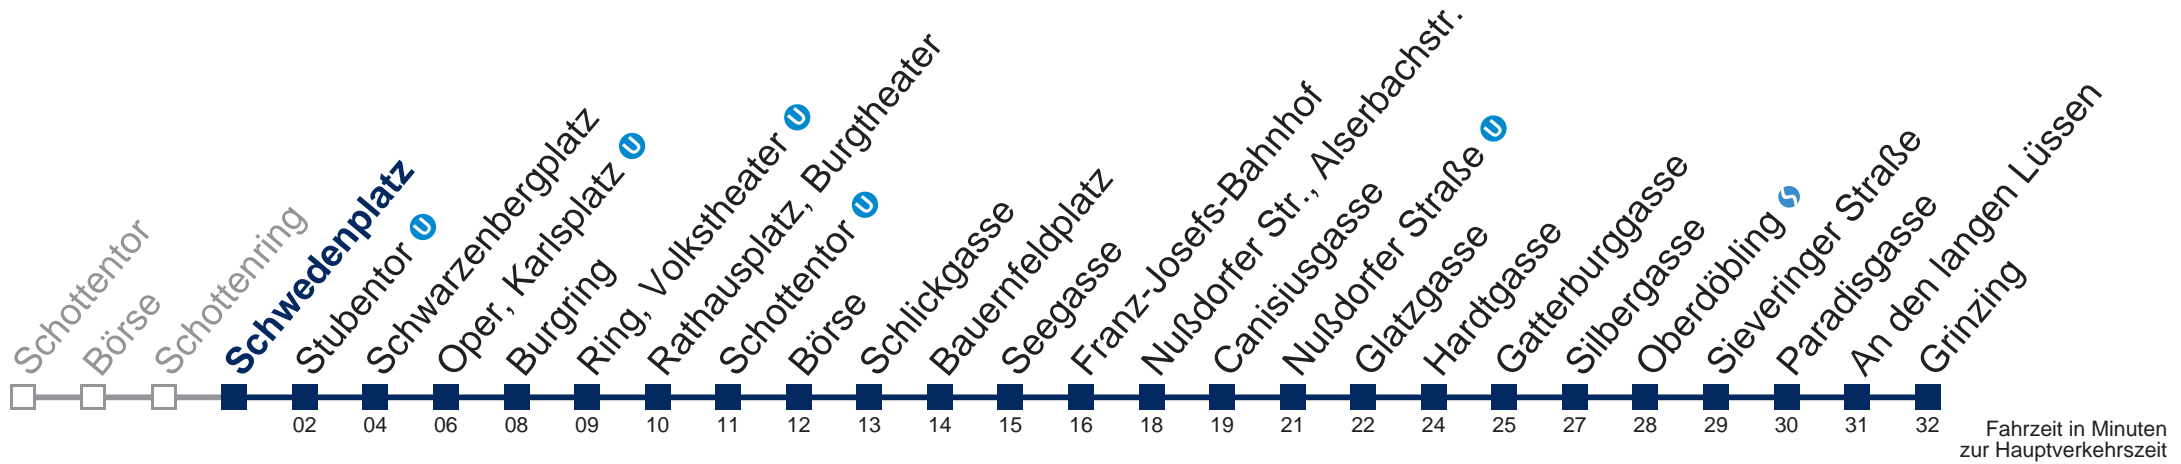 Schottentor
Börse
Schottenring
Schwedenplatz
Stubentor U
Schwarzenbergplatz
Oper, Karlsplatz U
Burgring
Ring, Volkstheater U
Rathausplatz, Burgtheater
Schottentor U
Börse
Schlickgasse
Bauernfeldplatz
Seegasse
Franz-Josefs-Bahnhof
Nußdorfer Str., Alserbachstr.
Canisiusgasse
Nußdorfer Straße U
Glatzgasse
Hardtgasse
Gatterburggasse
Silbergasse
Oberdöbling S
Sieveringer Straße
Paradisgasse
An den langen Lüssen
Grinzing
02 04 06 08 09 10 11 12 13 14 15 16 18 19 21 22 24 25 27 28 29 30 31 32
Fahrzeit in Minuten
zur Hauptverkehrszeit